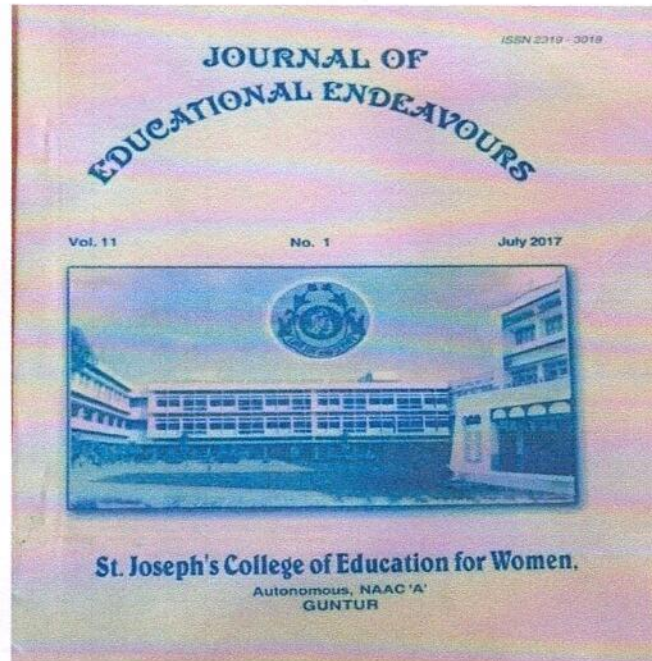 ISSN 2319 - 3018
JOURNAL OF
EDUCATIONAL ENDEAVOURS
Vol. 11 No. 1 July 2017
St. Joseph's College of Education for Women,
Autonomous, NAAC 'A'
GUNTUR